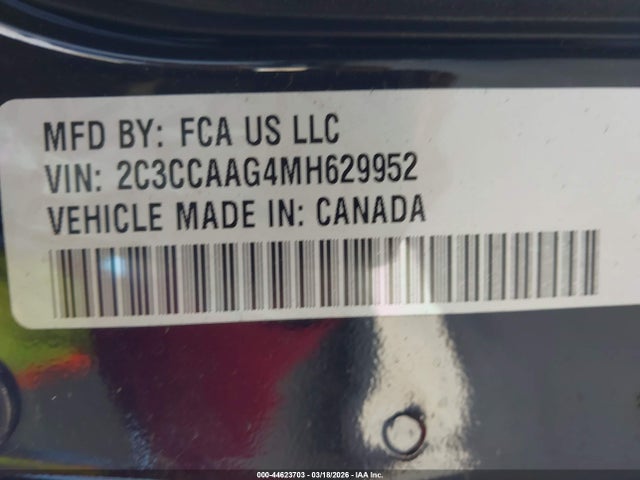 MFD BY: FCA US LLC
VIN: 2C3CCAAG4MH629952
VEHICLE MADE IN: CANADA
000-44623703 - 03/18/2026 - IAA Inc.